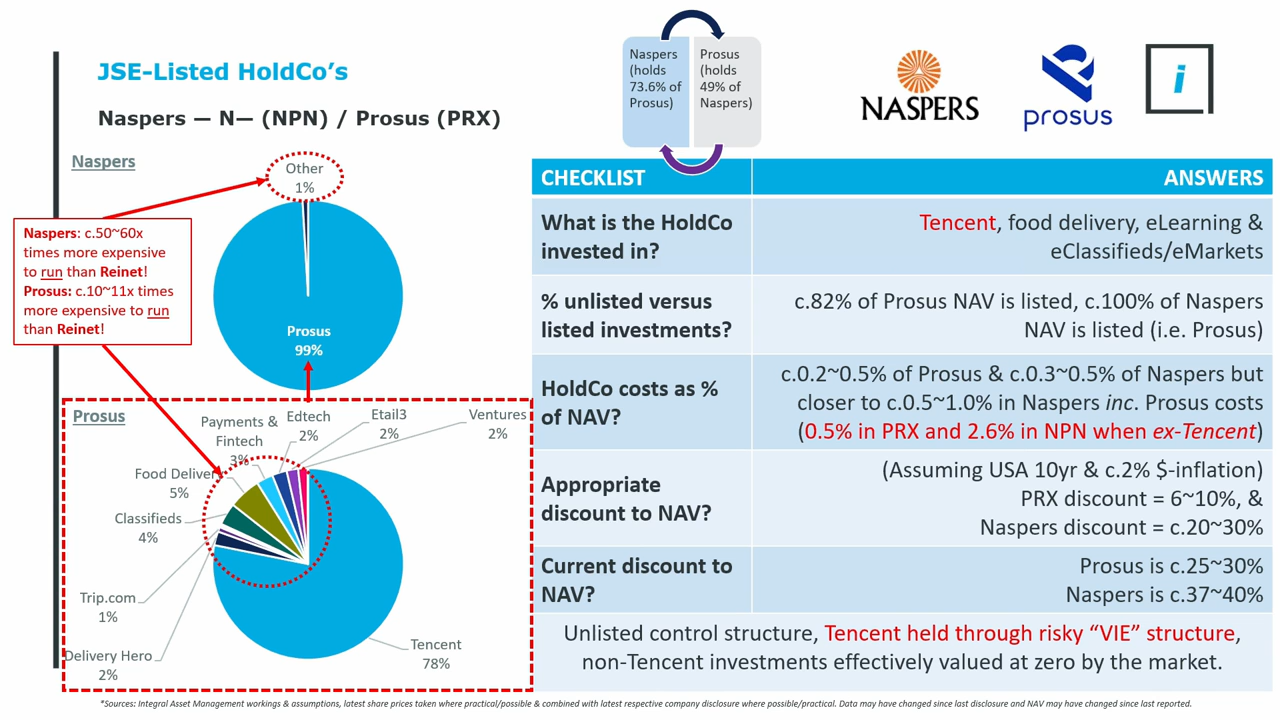 JSE-Listed HoldCo's
Naspers — N— (NPN) / Prosus (PRX)
Naspers
(holds
73.6% of
Prosus)
Prosus
(holds
49% of
Naspers)
NASPERS
prosus
i
Naspers
Other
1%
Prosus
99%
Naspers: c.50~60x
times more expensive
to run than Reinet!
Prosus: c.10~11x times
more expensive to run
than Reinet!
Prosus
Payments &
Fintech
3%
Edtech
2%
Etail3
2%
Ventures
2%
Food Delivery
5%
Classifieds
4%
Trip.com
1%
Delivery Hero
2%
Tencent
78%
CHECKLIST
ANSWERS
What is the HoldCo
invested in?
Tencent, food delivery, eLearning &
eClassifieds/eMarkets
% unlisted versus
listed investments?
c.82% of Prosus NAV is listed, c.100% of Naspers
NAV is listed (i.e. Prosus)
HoldCo costs as %
of NAV?
c.0.2~0.5% of Prosus & c.0.3~0.5% of Naspers but
closer to c.0.5~1.0% in Naspers inc. Prosus costs
(0.5% in PRX and 2.6% in NPN when ex-Tencent)
Appropriate
discount to NAV?
(Assuming USA 10yr & c.2% $-inflation)
PRX discount = 6~10%, &
Naspers discount = c.20~30%
Current discount to
NAV?
Prosus is c.25~30%
Naspers is c.37~40%
Unlisted control structure, Tencent held through risky “VIE” structure,
non-Tencent investments effectively valued at zero by the market.
*Sources: Integral Asset Management workings & assumptions, latest share prices taken where practical/possible & combined with latest respective company disclosure where possible/practical. Data may have changed since last disclosure and NAV may have changed since last reported.